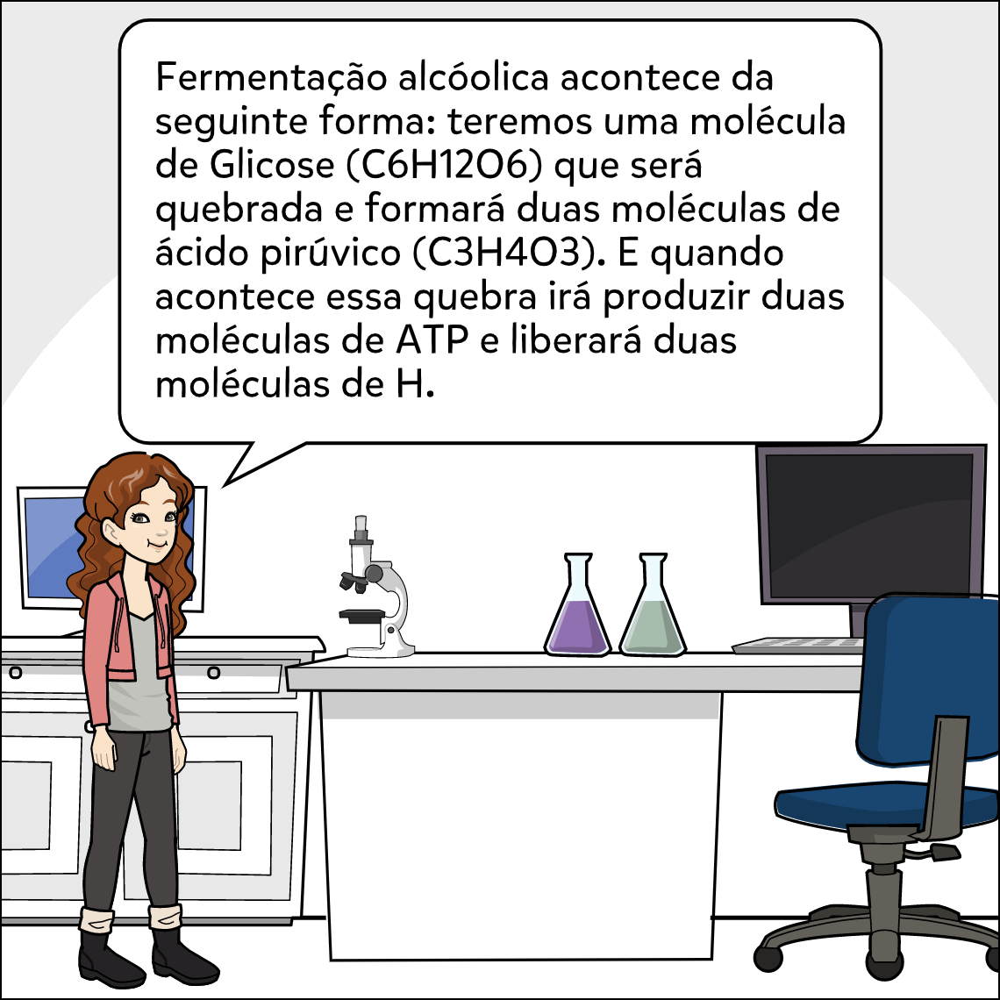 Fermentação alcóolica acontece da
seguinte forma: teremos uma molécula
de Glicose (C6H12O6) que será
quebrada e formará duas moléculas de
ácido pirúvico (C3H4O3). E quando
acontece essa quebra irá produzir duas
moléculas de ATP e liberará duas
moléculas de H.